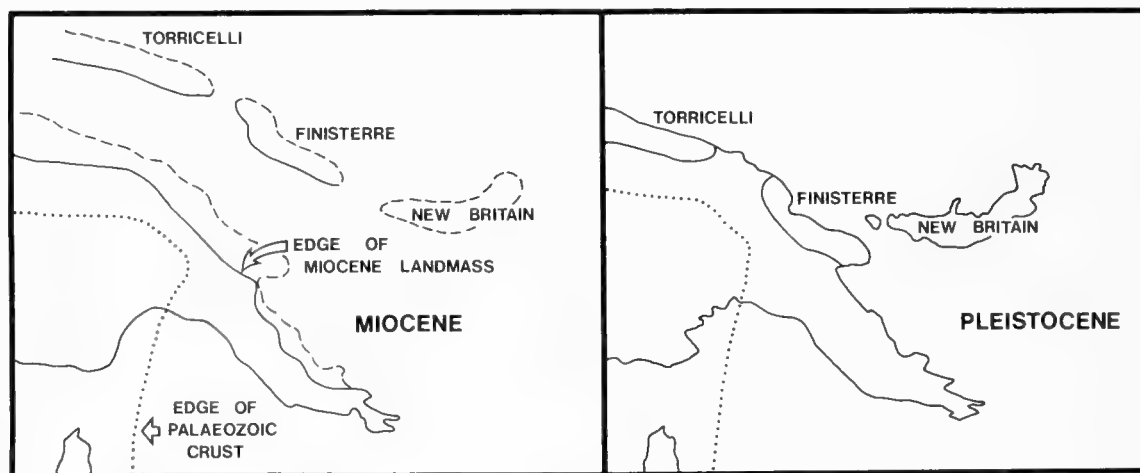 TORRICELLI
FINISTERRE
NEW BRITAIN
EDGE OF
MIOCENE LANDMASS
MIOCENE
EDGE OF
PALAEOZOIC
CRUST
TORRICELLI
FINISTERRE
NEW BRITAIN
PLEISTOCENE